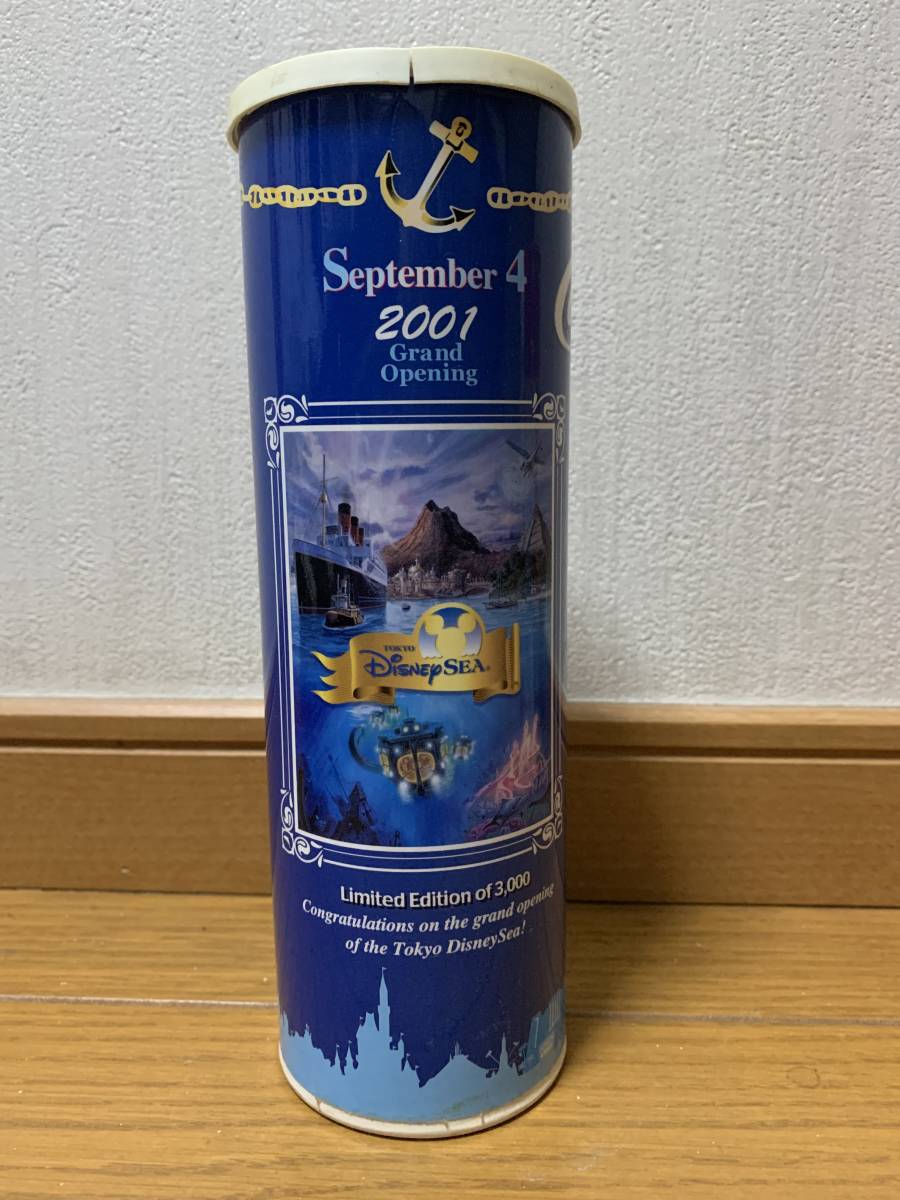 September 4
2001
Grand
Opening
TOKYO
DisneySEA®
Limited Edition of 3,000
Congratulations on the grand opening
of the Tokyo DisneySea!